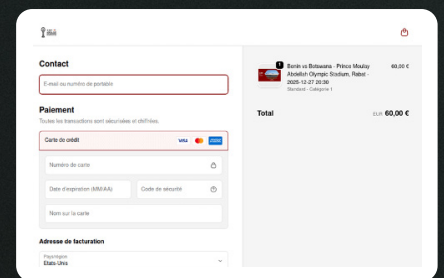 Contact
E-mail ou numéro de portable
Paiement
Toutes les transactions sont sécurisées et chiffrées.
Carte de crédit
VISA
Numéro de carte
Date d'expiration (MM/AA)
Code de sécurité
Nom sur la carte
Adresse de facturation
Pays/région
États-Unis
1
Benin vs Botswana - Prince Moulay
Abdellah Olympic Stadium, Rabat -
2025-12-27 20:30
Standard - Catégorie 1
60,00 €
Total
EUR 60,00 €